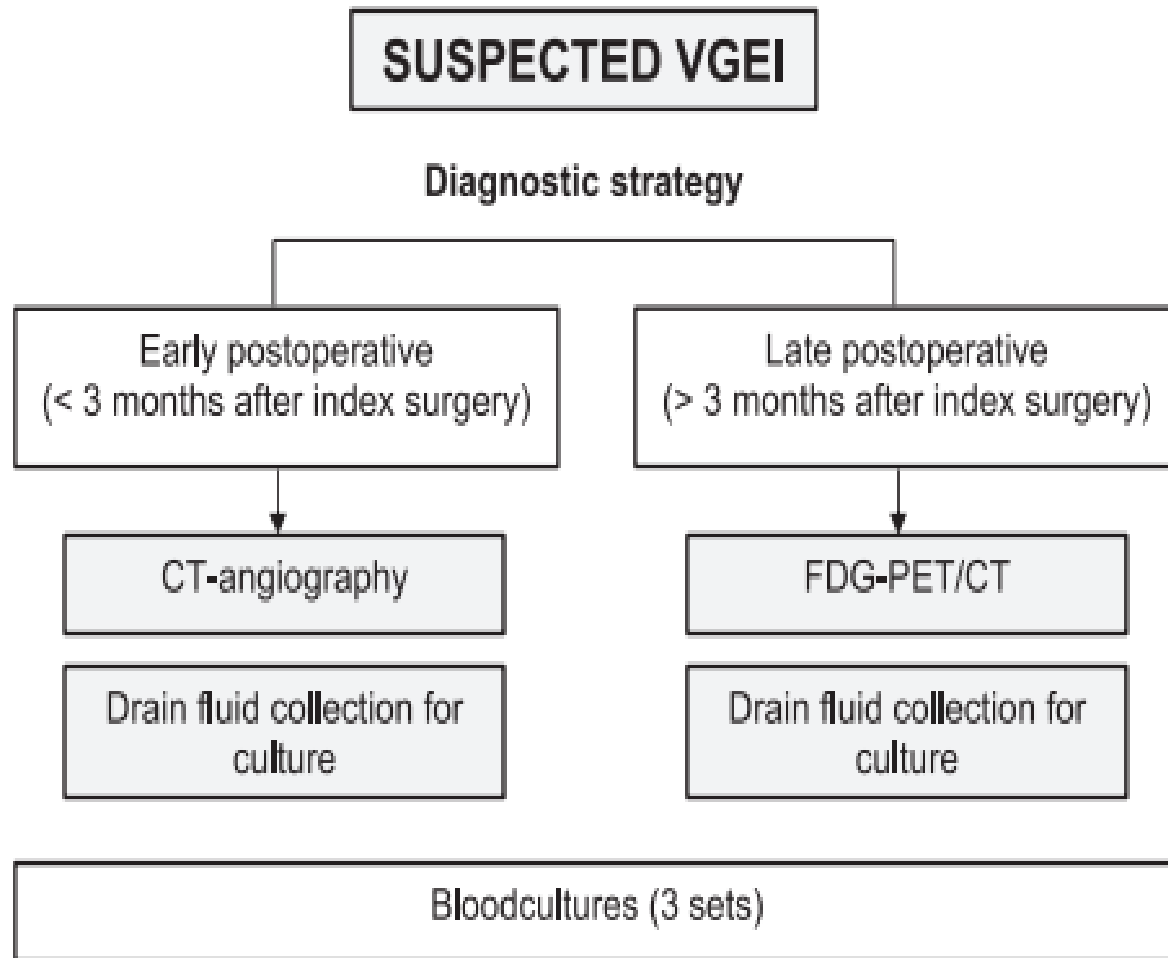 SUSPECTED VGEI
Diagnostic strategy
Early postoperative
(< 3 months after index surgery)
Late postoperative
(> 3 months after index surgery)
CT-angiography
FDG-PET/CT
Drain fluid collection for
culture
Drain fluid collection for
culture
Bloodcultures (3 sets)